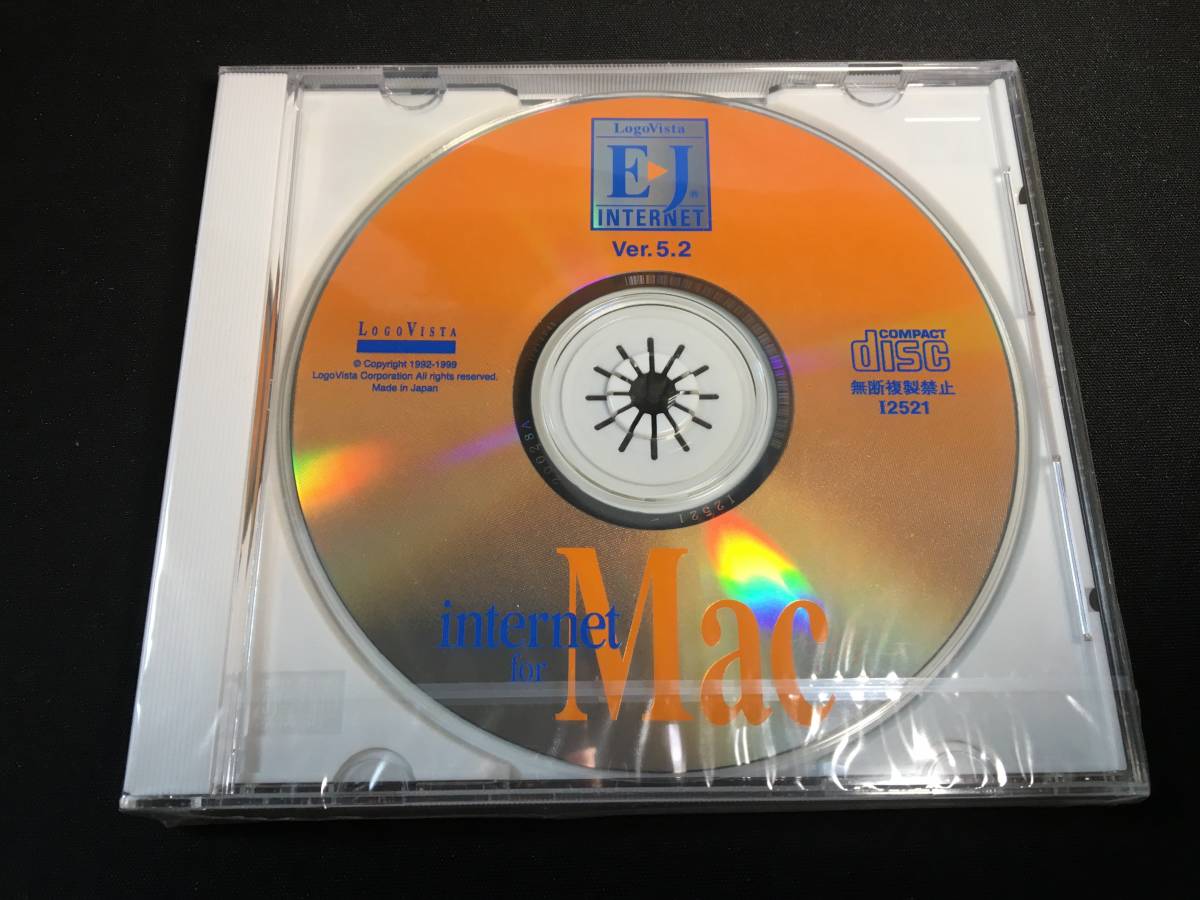 LogoVista
E▶J®
INTERNET
Ver.5.2
LOGOVISTA
© Copyright 1992-1999
LogoVista Corporation All rights reserved.
Made in Japan
COMPACT
disc
無断複製禁止
I2521
I2521 -
internet
for
Mac